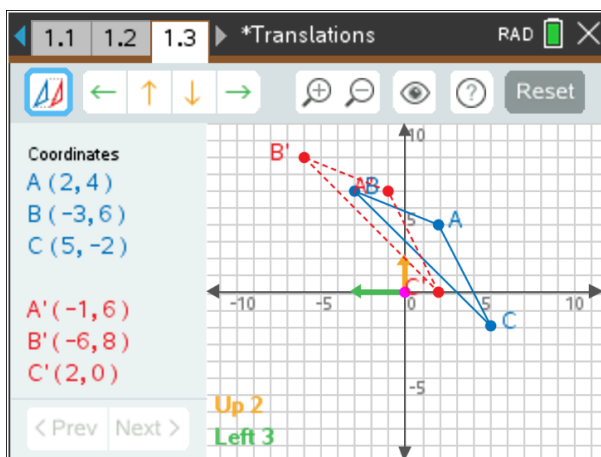 1.1 1.2 1.3 *Translations RAD
Reset
Coordinates
A (2, 4)
B (-3, 6)
C (5, -2)
A' (-1, 6)
B' (-6, 8)
C' (2, 0)
< Prev Next >
10
B'
A' B
5
A
C'
-10 -5 0 5 10
C
-5
Up 2
Left 3